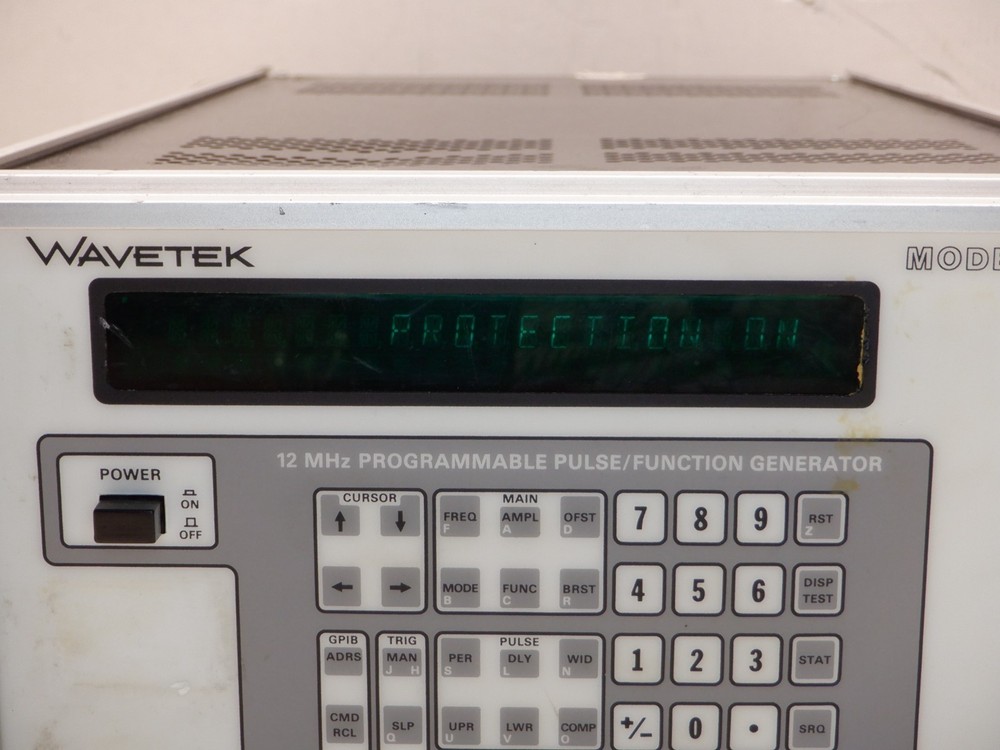 WAVETEK
MODE
PROTECTION ON
12 MHz PROGRAMMABLE PULSE/FUNCTION GENERATOR
POWER
ON
OFF
CURSOR
MAIN
FREQ AMPL OFST
F A D
7 8 9
RST
Z
MODE FUNC BRST
B C R
4 5 6
DISP
TEST
GPIB
TRIG
PULSE
ADRS
MAN
J H
PER DLY WID
S L N
1 2 3
STAT
CMD
RCL
SLP
Q
UPR LWR COMP
U V O
+/- 0 •
SRQ